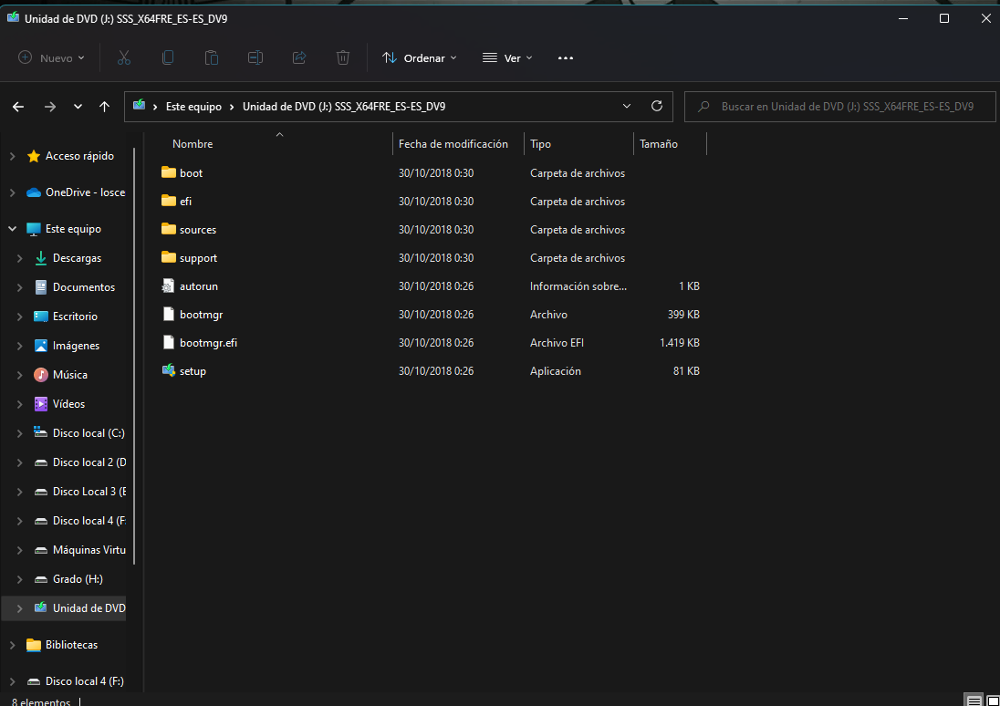 Unidad de DVD (J:) SSS_X64FRE_ES-ES_DV9
Nuevo Ordenar Ver
Este equipo Unidad de DVD (J:) SSS_X64FRE_ES-ES_DV9 Buscar en Unidad de DVD (J:) SSS_X64FRE_ES-ES_DV9
Acceso rápido
OneDrive - losce
Este equipo
Descargas
Documentos
Escritorio
Imágenes
Música
Vídeos
Disco local (C:)
Disco local 2 (D
Disco Local 3 (E
Disco local 4 (F:
Máquinas Virtu
Grado (H:)
Unidad de DVD
Bibliotecas
Disco local 4 (F:)
Nombre Fecha de modificación Tipo Tamaño
boot 30/10/2018 0:30 Carpeta de archivos
efi 30/10/2018 0:30 Carpeta de archivos
sources 30/10/2018 0:30 Carpeta de archivos
support 30/10/2018 0:30 Carpeta de archivos
autorun 30/10/2018 0:26 Información sobre... 1 KB
bootmgr 30/10/2018 0:26 Archivo 399 KB
bootmgr.efi 30/10/2018 0:26 Archivo EFI 1.419 KB
setup 30/10/2018 0:26 Aplicación 81 KB
8 elementos